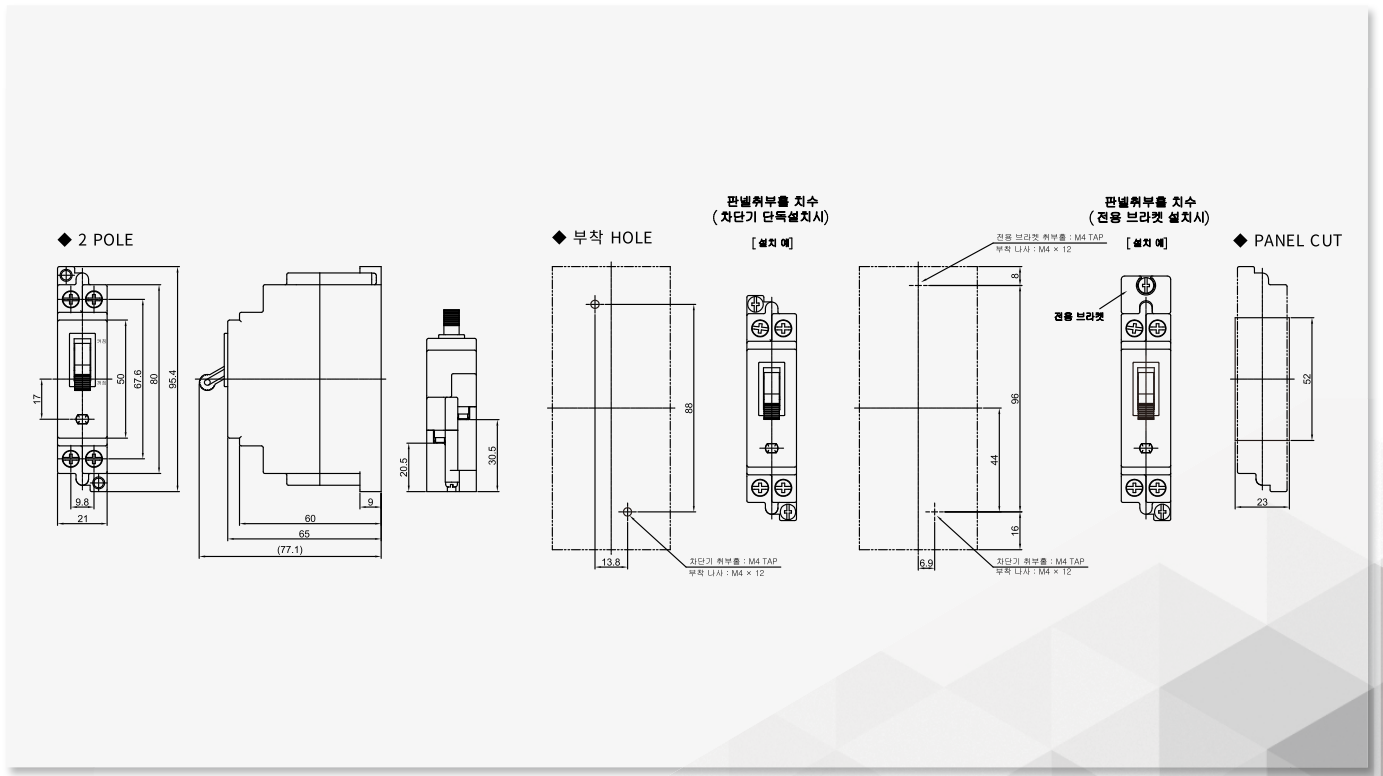 ◆ 2 POLE
50
67.6
80
95.4
17
9.8
21
9
60
65
(77.1)
20.5
30.5
◆ 부착 HOLE
판넬취부홀 치수
( 차단기 단독설치시)
[ 설치 예]
88
13.8
차단기 취부홀 : M4 TAP
부착 나사 : M4 × 12
판넬취부홀 치수
( 전용 브라켓 설치시)
[ 설치 예]
전용 브라켓 취부홀 : M4 TAP
부착 나사 : M4 × 12
전용 브라켓
8
96
44
16
6.9
차단기 취부홀 : M4 TAP
부착 나사 : M4 × 12
◆ PANEL CUT
52
23